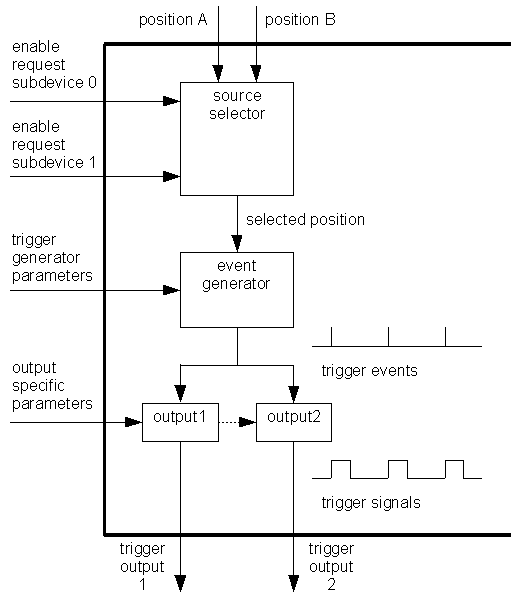 position A
position B
enable
request
subdevice 0
source
selector
enable
request
subdevice 1
selected position
trigger
generator
parameters
event
generator
trigger events
output
specific
parameters
output1
output2
trigger signals
trigger
output
1
trigger
output
2